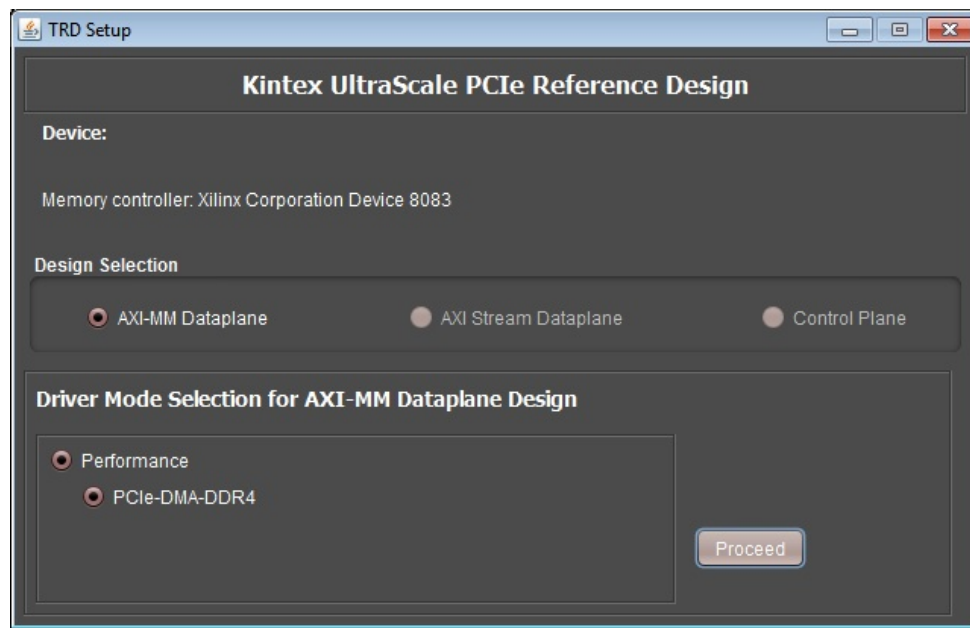 TRD Setup
Kintex UltraScale PCIe Reference Design
Device:
Memory controller: Xilinx Corporation Device 8083
Design Selection
AXI-MM Dataplane AXI Stream Dataplane Control Plane
Driver Mode Selection for AXI-MM Dataplane Design
Performance
PCIe-DMA-DDR4
Proceed